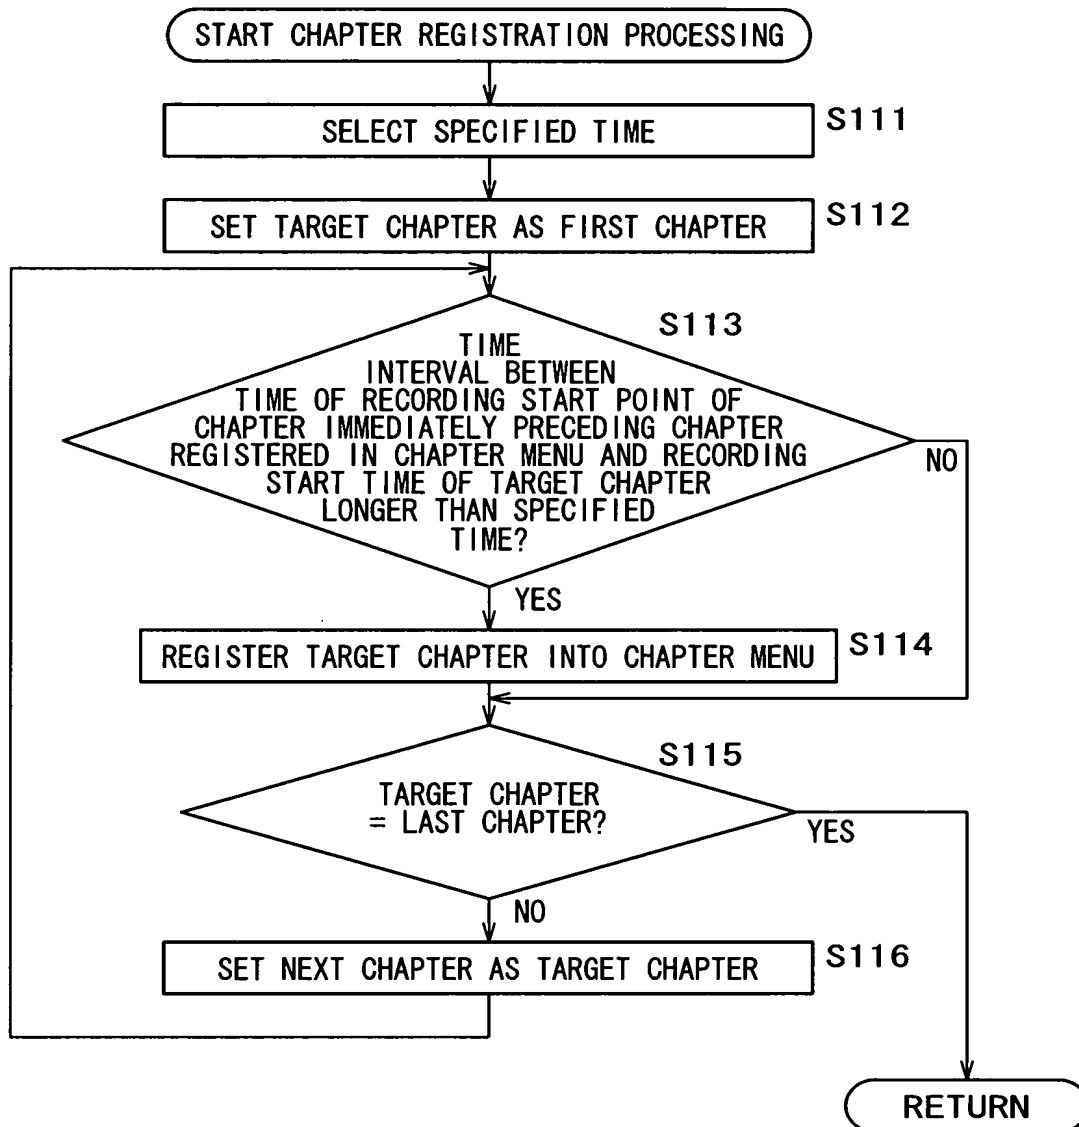 START CHAPTER REGISTRATION PROCESSING
S111
SELECT SPECIFIED TIME
S112
SET TARGET CHAPTER AS FIRST CHAPTER
S113
TIME
INTERVAL BETWEEN
TIME OF RECORDING START POINT OF
CHAPTER IMMEDIATELY PRECEDING CHAPTER
REGISTERED IN CHAPTER MENU AND RECORDING
START TIME OF TARGET CHAPTER
LONGER THAN SPECIFIED
TIME?
NO
YES
S114
REGISTER TARGET CHAPTER INTO CHAPTER MENU
S115
TARGET CHAPTER
= LAST CHAPTER?
YES
NO
S116
SET NEXT CHAPTER AS TARGET CHAPTER
RETURN